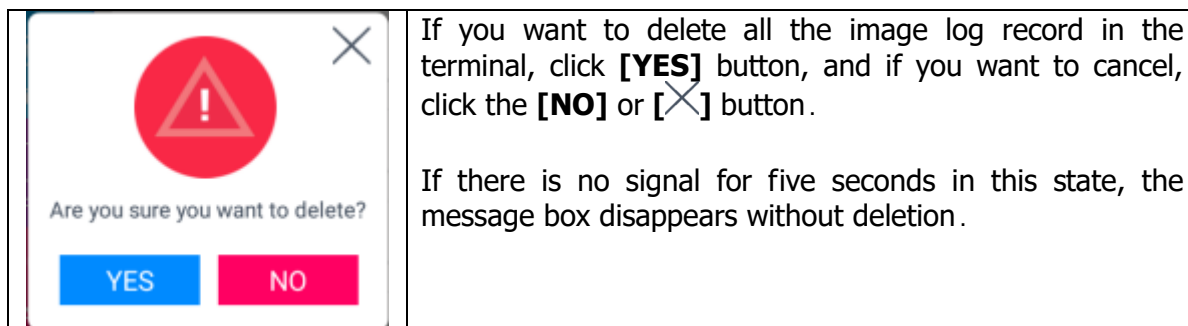 !
Are you sure you want to delete?
YES NO
If you want to delete all the image log record in the
terminal, click [YES] button, and if you want to cancel,
click the [NO] or [╳] button.
If there is no signal for five seconds in this state, the
message box disappears without deletion.